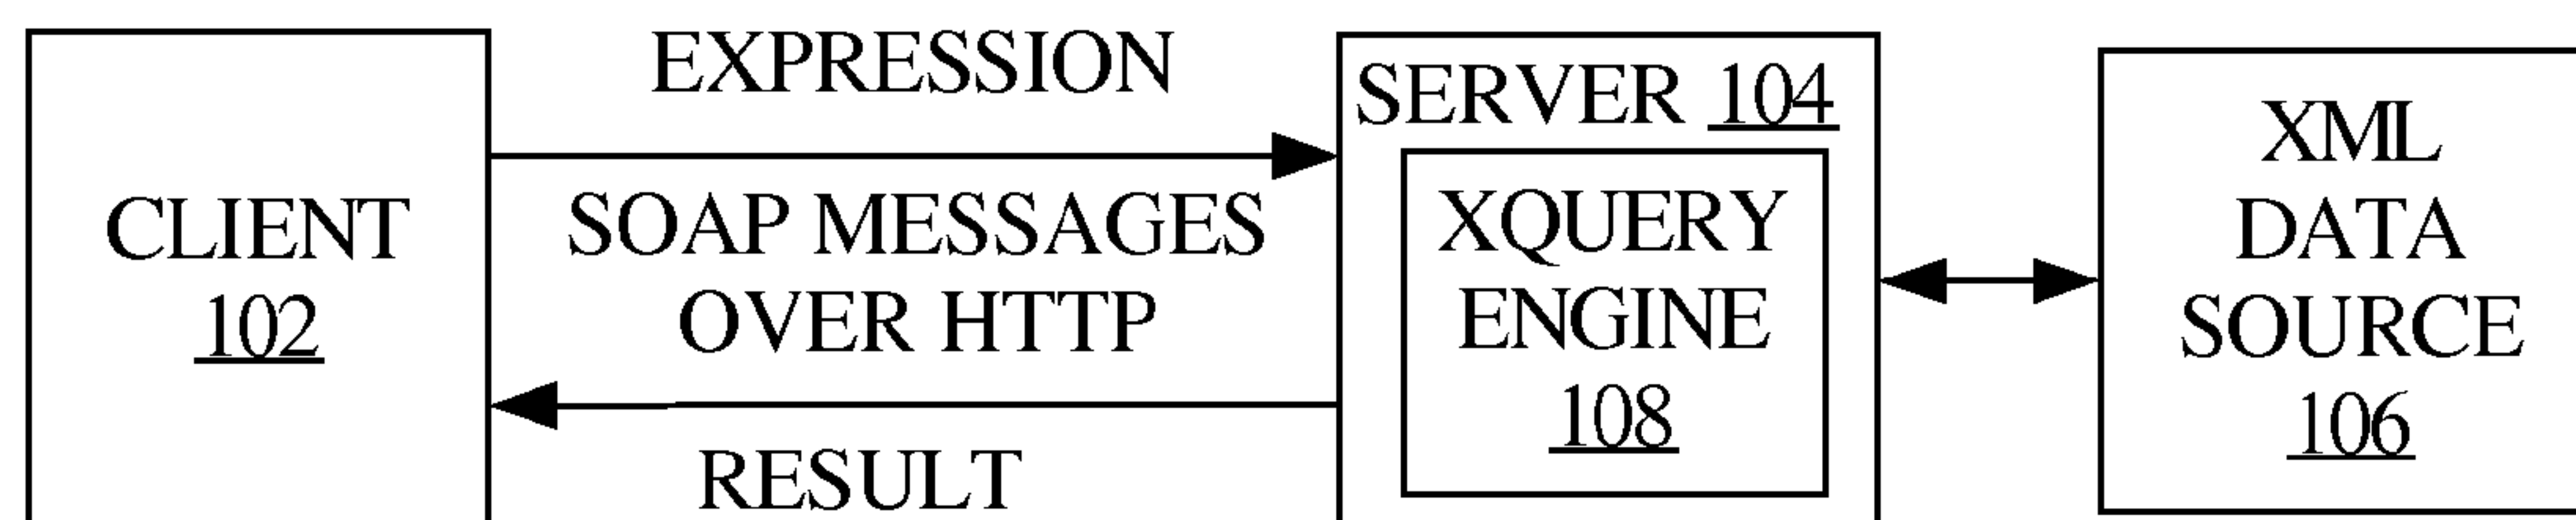 CLIENT
102
EXPRESSION
SOAP MESSAGES
OVER HTTP
RESULT
SERVER 104
XQUERY
ENGINE
108
XML
DATA
SOURCE
106